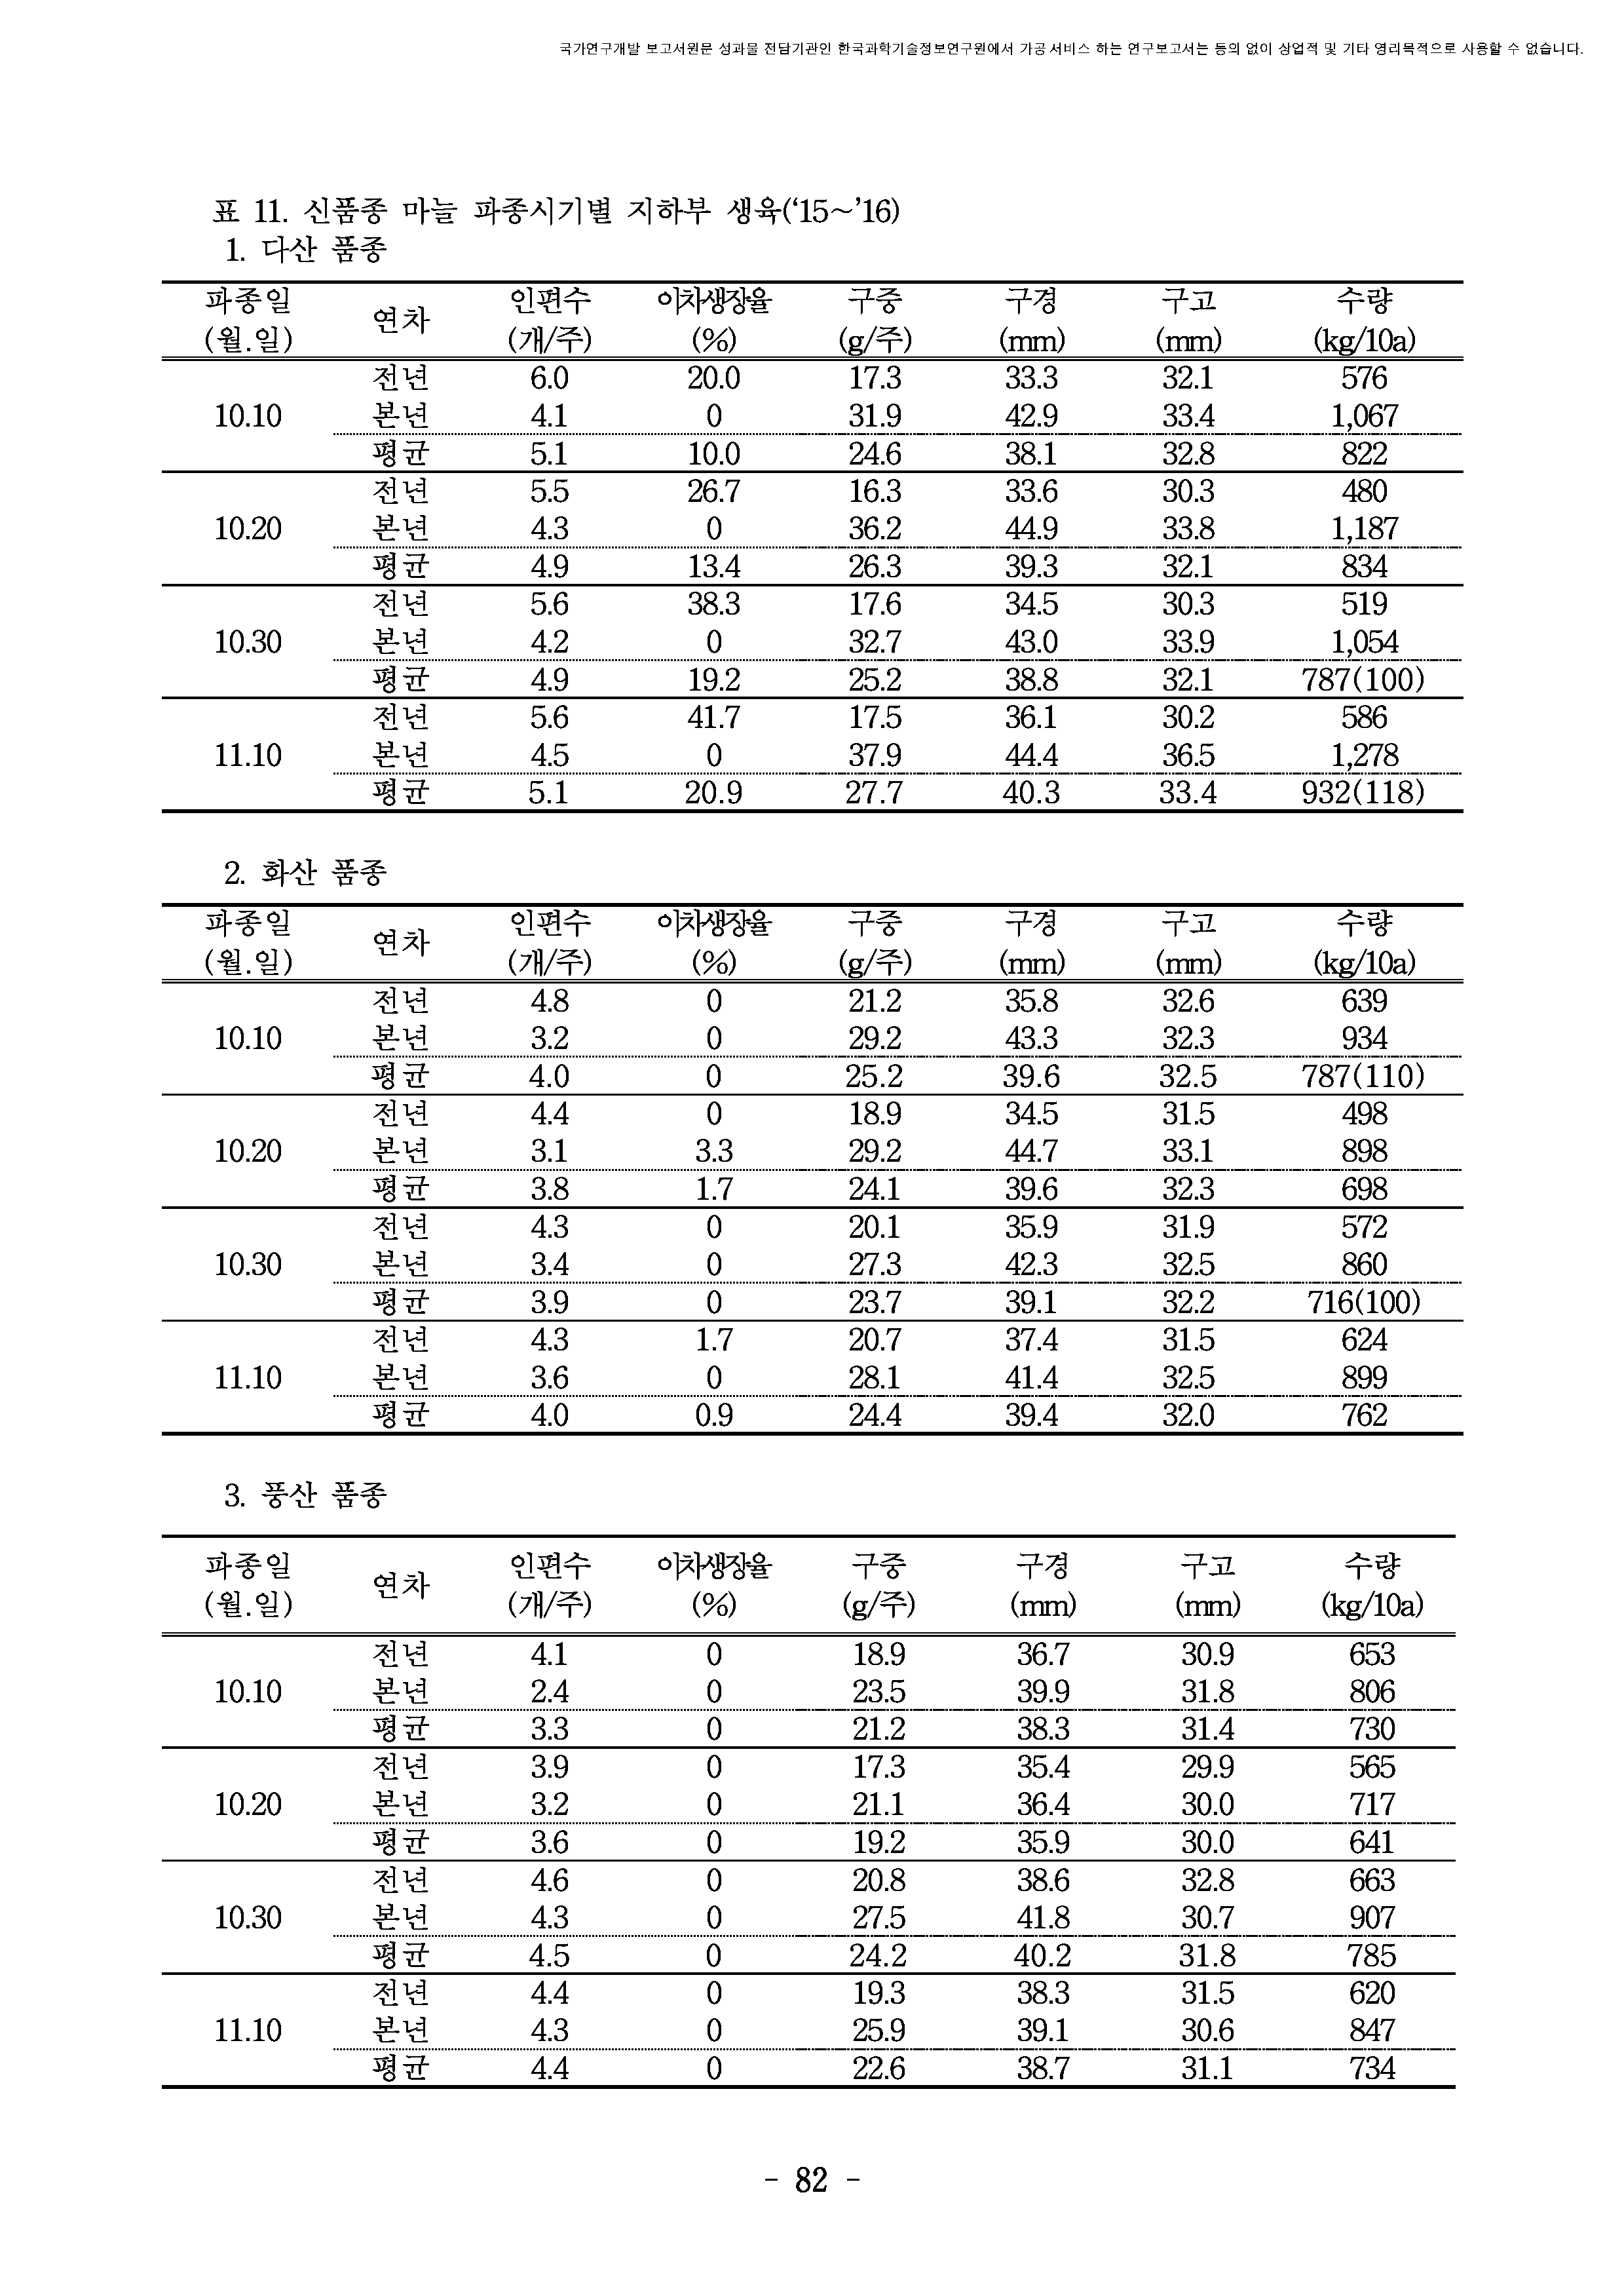 국가연구개발 보고서원문 성과물 전담기관인 한국과학기술정보연구원에서 가공·서비스 하는 연구보고서는 동의 없이 상업적 및 기타 영리목적으로 사용할 수 없습니다.
표 11. 신품종 마늘 파종시기별 지하부 생육(‘15~’16)
1. 다산 품종
파종일 연차 인편수 이차생장율 구중 구경 구고 수량
(월.일) (개/주) (%) (g/주) (mm) (mm) (kg/10a)
전년 6.0 20.0 17.3 33.3 32.1 576
10.10 본년 4.1 0 31.9 42.9 33.4 1,067
평균 5.1 10.0 24.6 38.1 32.8 822
전년 5.5 26.7 16.3 33.6 30.3 480
10.20 본년 4.3 0 36.2 44.9 33.8 1,187
평균 4.9 13.4 26.3 39.3 32.1 834
전년 5.6 38.3 17.6 34.5 30.3 519
10.30 본년 4.2 0 32.7 43.0 33.9 1,054
평균 4.9 19.2 25.2 38.8 32.1 787(100)
전년 5.6 41.7 17.5 36.1 30.2 586
11.10 본년 4.5 0 37.9 44.4 36.5 1,278
평균 5.1 20.9 27.7 40.3 33.4 932(118)
2. 화산 품종
파종일 연차 인편수 이차생장율 구중 구경 구고 수량
(월.일) (개/주) (%) (g/주) (mm) (mm) (kg/10a)
전년 4.8 0 21.2 35.8 32.6 639
10.10 본년 3.2 0 29.2 43.3 32.3 934
평균 4.0 0 25.2 39.6 32.5 787(110)
전년 4.4 0 18.9 34.5 31.5 498
10.20 본년 3.1 3.3 29.2 44.7 33.1 898
평균 3.8 1.7 24.1 39.6 32.3 698
전년 4.3 0 20.1 35.9 31.9 572
10.30 본년 3.4 0 27.3 42.3 32.5 860
평균 3.9 0 23.7 39.1 32.2 716(100)
전년 4.3 1.7 20.7 37.4 31.5 624
11.10 본년 3.6 0 28.1 41.4 32.5 899
평균 4.0 0.9 24.4 39.4 32.0 762
3. 풍산 품종
파종일 연차 인편수 이차생장율 구중 구경 구고 수량
(월.일) (개/주) (%) (g/주) (mm) (mm) (kg/10a)
전년 4.1 0 18.9 36.7 30.9 653
10.10 본년 2.4 0 23.5 39.9 31.8 806
평균 3.3 0 21.2 38.3 31.4 730
전년 3.9 0 17.3 35.4 29.9 565
10.20 본년 3.2 0 21.1 36.4 30.0 717
평균 3.6 0 19.2 35.9 30.0 641
전년 4.6 0 20.8 38.6 32.8 663
10.30 본년 4.3 0 27.5 41.8 30.7 907
평균 4.5 0 24.2 40.2 31.8 785
전년 4.4 0 19.3 38.3 31.5 620
11.10 본년 4.3 0 25.9 39.1 30.6 847
평균 4.4 0 22.6 38.7 31.1 734
- 82 -